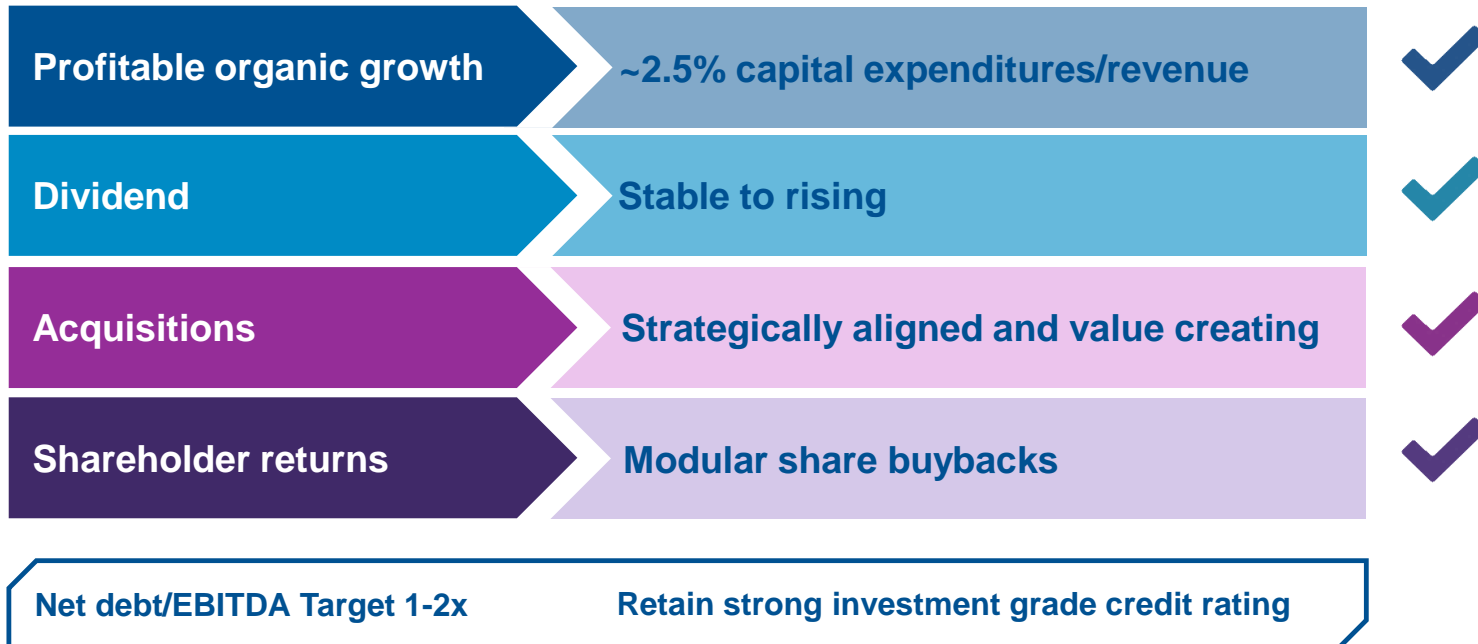 Profitable organic growth
~2.5% capital expenditures/revenue
Dividend
Stable to rising
Acquisitions
Strategically aligned and value creating
Shareholder returns
Modular share buybacks
Net debt/EBITDA Target 1-2x
Retain strong investment grade credit rating